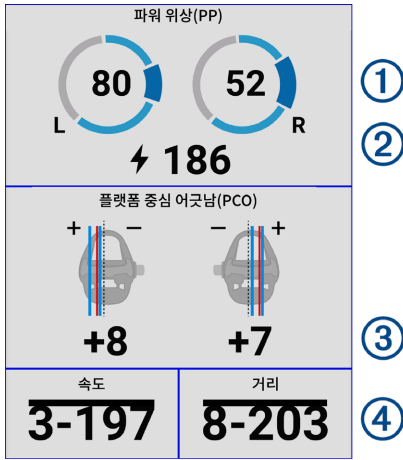 파워 위상(PP)
80 52 ①
L R
186 ②
플랫폼 중심 어긋남(PCO)
+ − − +
+8 +7 ③
속도 거리
3-197 8-203 ④